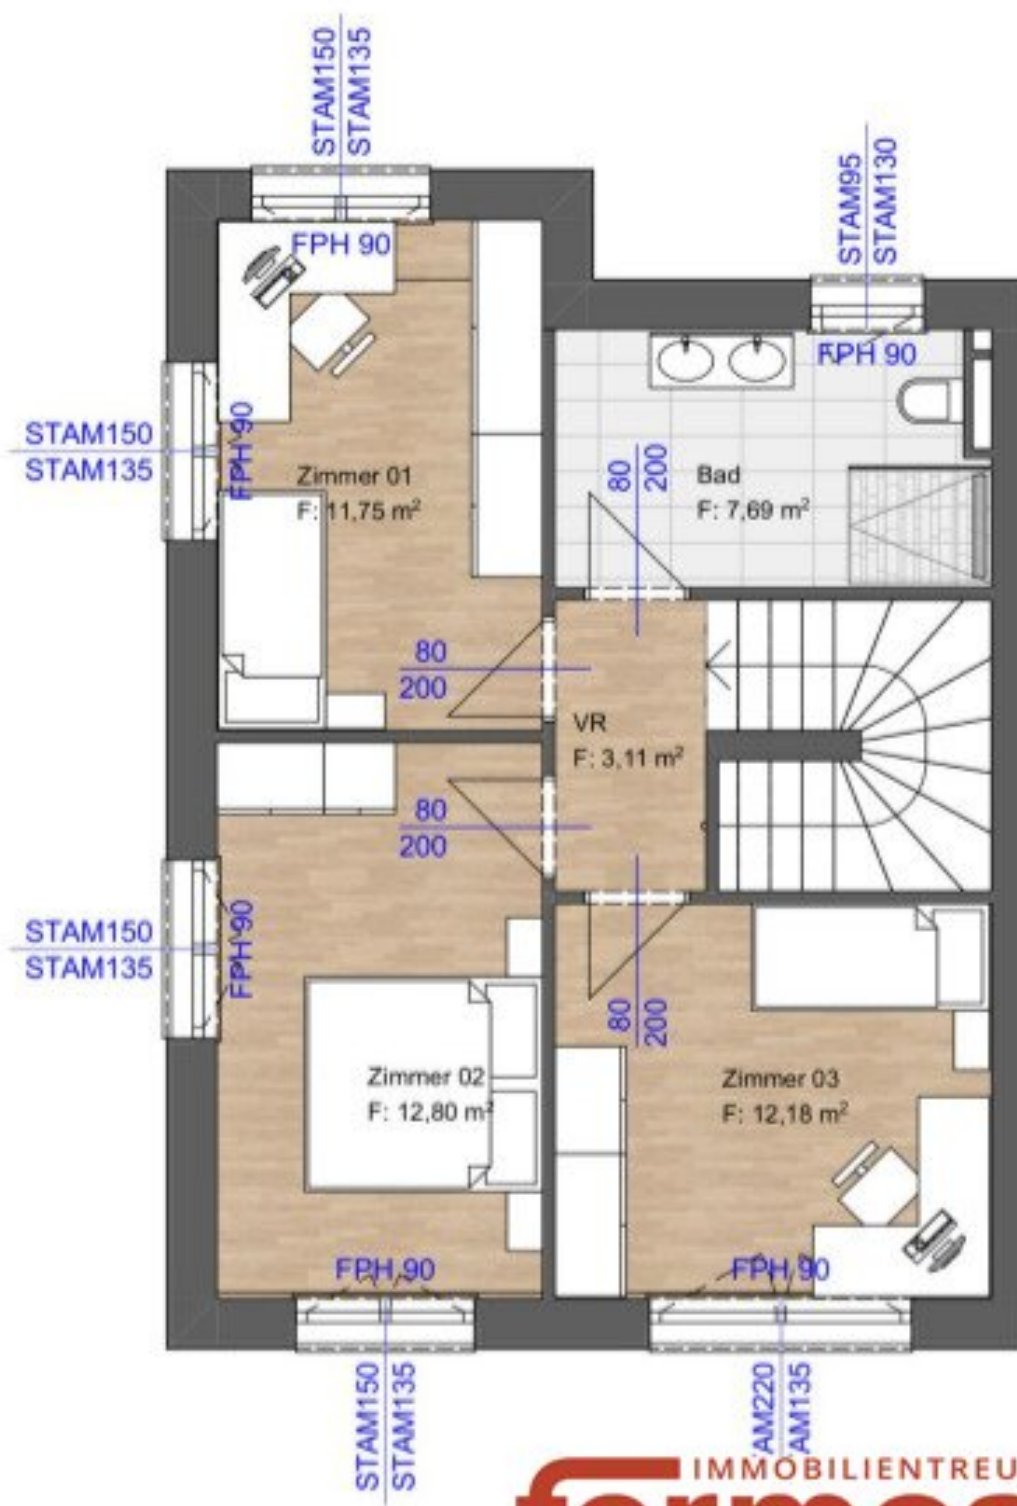 STAM150
STAM135
STAM95
STAM130
FPH 90
FPH 90
STAM150
STAM135
FPH 90
Zimmer 01
F: 11,75 m²
80
200
Bad
F: 7,69 m²
80
200
VR
F: 3,11 m²
80
200
STAM150
STAM135
FPH 90
80
200
Zimmer 02
F: 12,80 m²
Zimmer 03
F: 12,18 m²
FPH 90
FPH 90
STAM150
STAM135
AM220
AM135
IMMOBILIENTREU